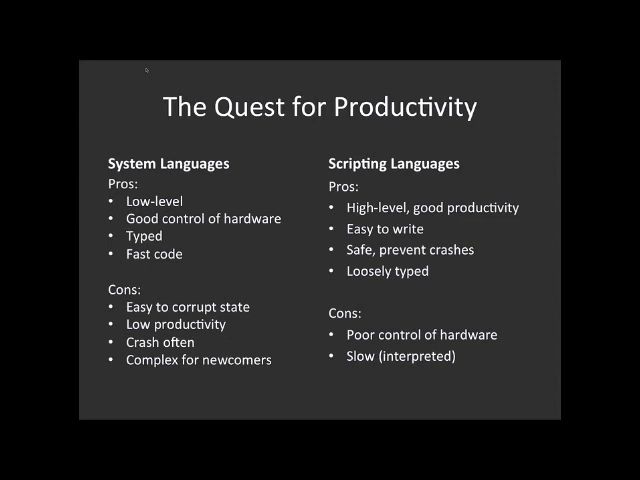 The Quest for Productivity
System Languages
Pros:
• Low-level
• Good control of hardware
• Typed
• Fast code
Cons:
• Easy to corrupt state
• Low productivity
• Crash often
• Complex for newcomers
Scripting Languages
Pros:
• High-level, good productivity
• Easy to write
• Safe, prevent crashes
• Loosely typed
Cons:
• Poor control of hardware
• Slow (interpreted)